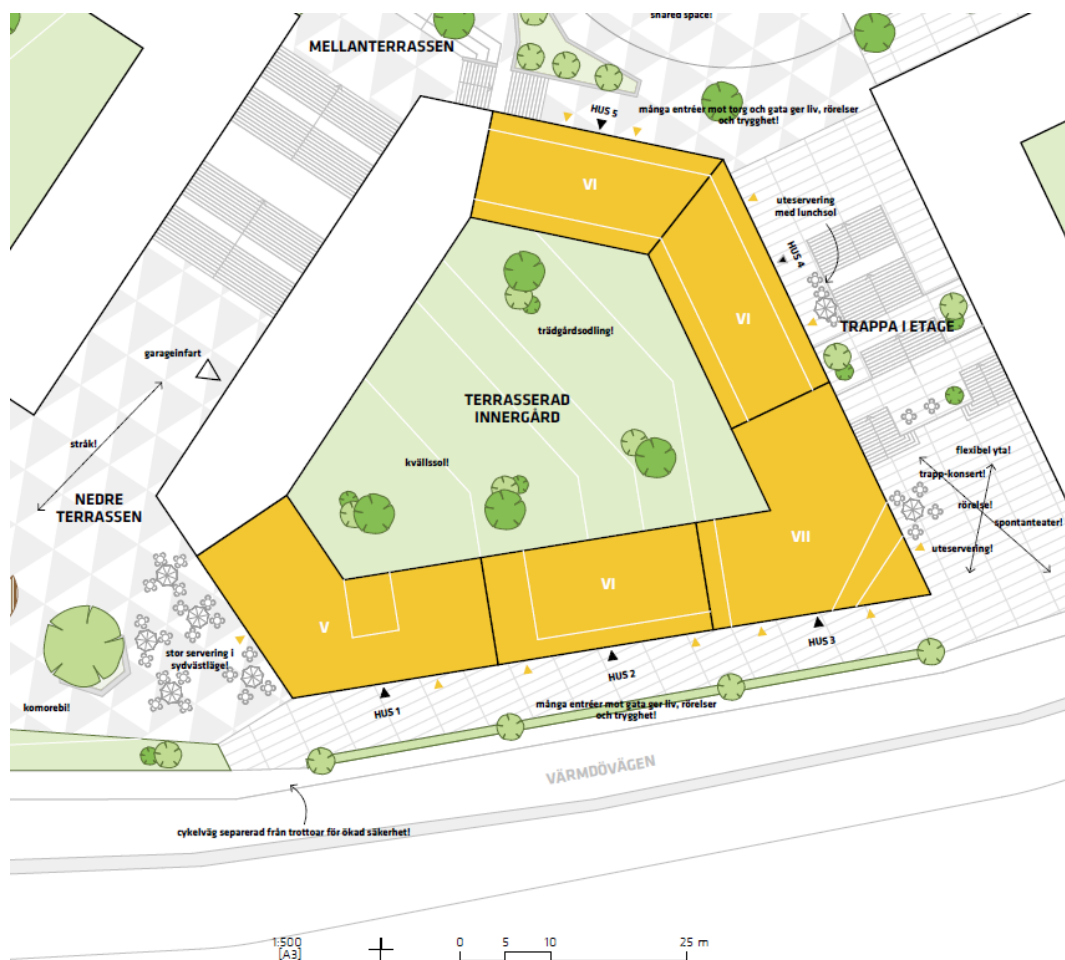 shared space!
MELLANTERRASSEN
HUS 5
många entréer mot torg och gata ger liv, rörelser
och trygghet!
VI
uteservering
med lunchsol
HUS 4
VI
TRAPPA I ETAGE
trädgårdsodling!
garageinfart
TERRASSERAD
INNERGÅRD
stråk!
kvällssol!
flexibel yta!
trapp-konsert!
NEDRE
TERRASSEN
rörelse!
spontanteater!
VII
uteservering!
VI
V
stor servering i
sydvästläge!
HUS 3
HUS 2
HUS 1
komorebi!
många entréer mot gata ger liv, rörelser
och trygghet!
VÄRMDÖVÄGEN
cykelväg separerad från trottoar för ökad säkerhet!
1:500
[A3]
0 5 10 25 m